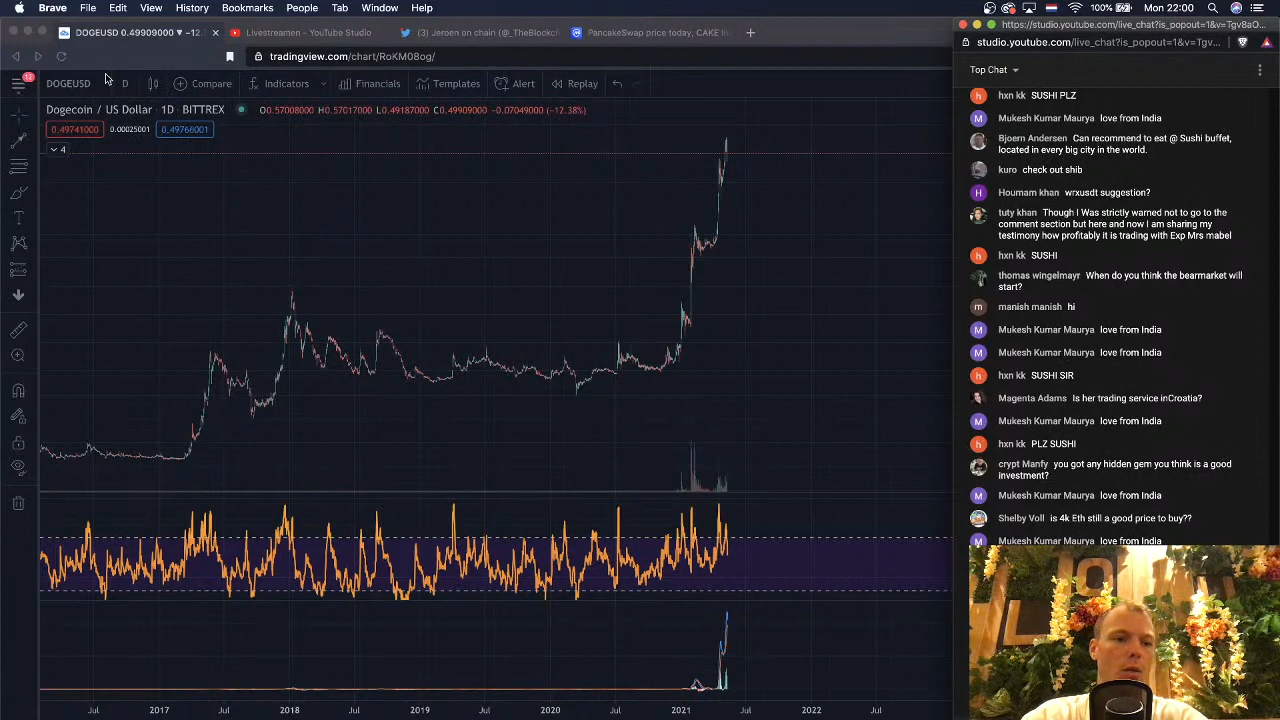 Brave File Edit View History Bookmarks People Tab Window Help
100% Mon 22:00
DOGEUSD 0.49909000 ▼ −12.
Livestreamen - YouTube Studio
(3) Jeroen on chain (@_TheBlock
PancakeSwap price today, CAKE li
https://studio.youtube.com/live_chat?is_popout=1&v=Tgv8aO...
tradingview.com/chart/RoKM08og/
studio.youtube.com/live_chat?is_popout=1&v=Tgv...
12
DOGEUSD D Compare Indicators Financials Templates Alert Replay
Top Chat
Dogecoin / US Dollar · 1D · BITTREX O0.57008000 H0.57017000 L0.49187000 C0.49909000 −0.07049000 (−12.38%)
0.49741000 0.00025001 0.49766001
4
hxn kk SUSHI PLZ
Mukesh Kumar Maurya love from India
Bjoern Andersen Can recommend to eat @ Sushi buffet,
located in every big city in the world.
kuro check out shib
Houmam khan wrxusdt suggestion?
tuty khan Though I Was strictly warned not to go to the
comment section but here and now I am sharing my
testimony how profitably it is trading with Exp Mrs mabel
hxn kk SUSHI
thomas wingelmayr When do you think the bearmarket will
start?
manish manish hi
Mukesh Kumar Maurya love from India
Mukesh Kumar Maurya love from India
hxn kk SUSHI SIR
Magenta Adams Is her trading service inCroatia?
Mukesh Kumar Maurya love from India
hxn kk PLZ SUSHI
crypt Manfy you got any hidden gem you think is a good
investment?
Mukesh Kumar Maurya love from India
Shelby Voll is 4k Eth still a good price to buy??
Mukesh Kumar Maurya love from India
Jul 2017 Jul 2018 Jul 2019 Jul 2020 Jul 2021 Jul 2022 Jul